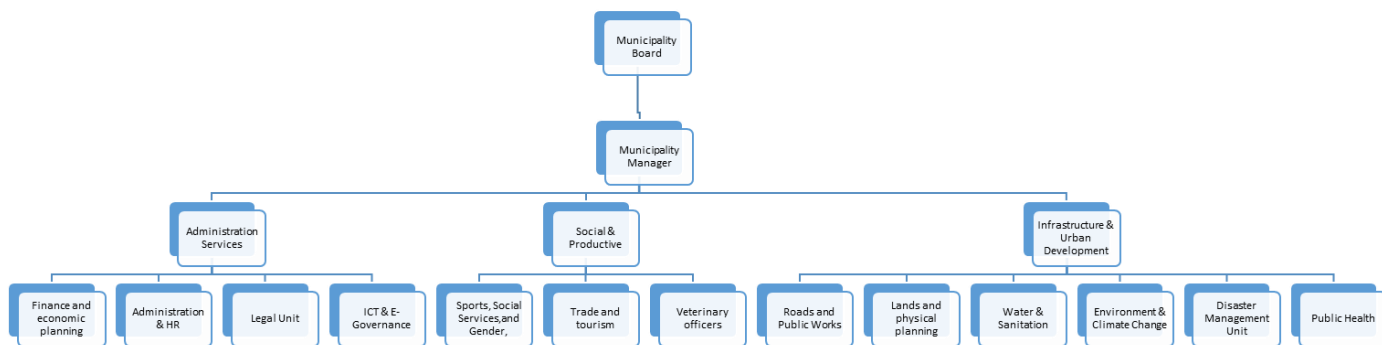 Municipality
Board
Municipality
Manager
Administration
Services
Social &
Productive
Infrastructure &
Urban
Development
Finance and
economic
planning
Administration
& HR
Legal Unit
ICT & E-
Governance
Sports, Social
Services,and
Gender,
Trade and
tourism
Veterinary
officers
Roads and
Public Works
Lands and
physical
planning
Water &
Sanitation
Environment &
Climate Change
Disaster
Management
Unit
Public Health